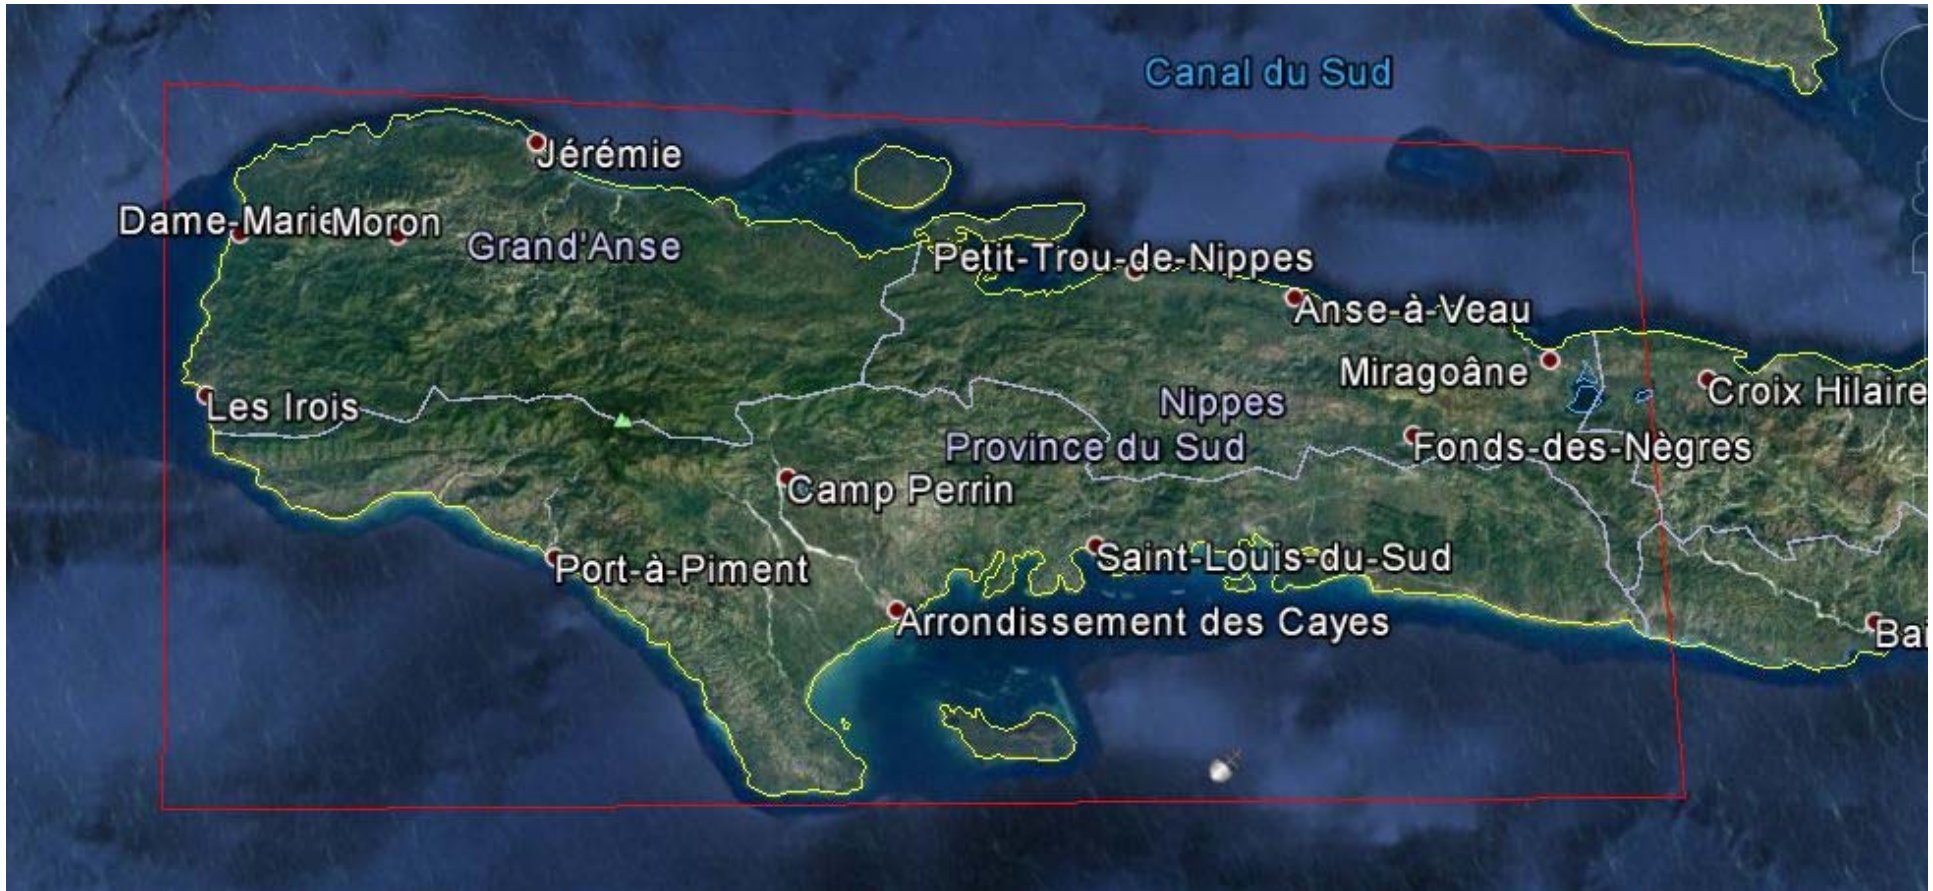 Canal du Sud
Jérémie
Dame-Marie
Moron
Grand'Anse
Petit-Trou-de-Nippes
Anse-à-Veau
Miragoâne
Croix Hilaire
Les Irois
Nippes
Province du Sud
Fonds-des-Nègres
Camp Perrin
Saint-Louis-du-Sud
Port-à-Piment
Arrondissement des Cayes
Bai